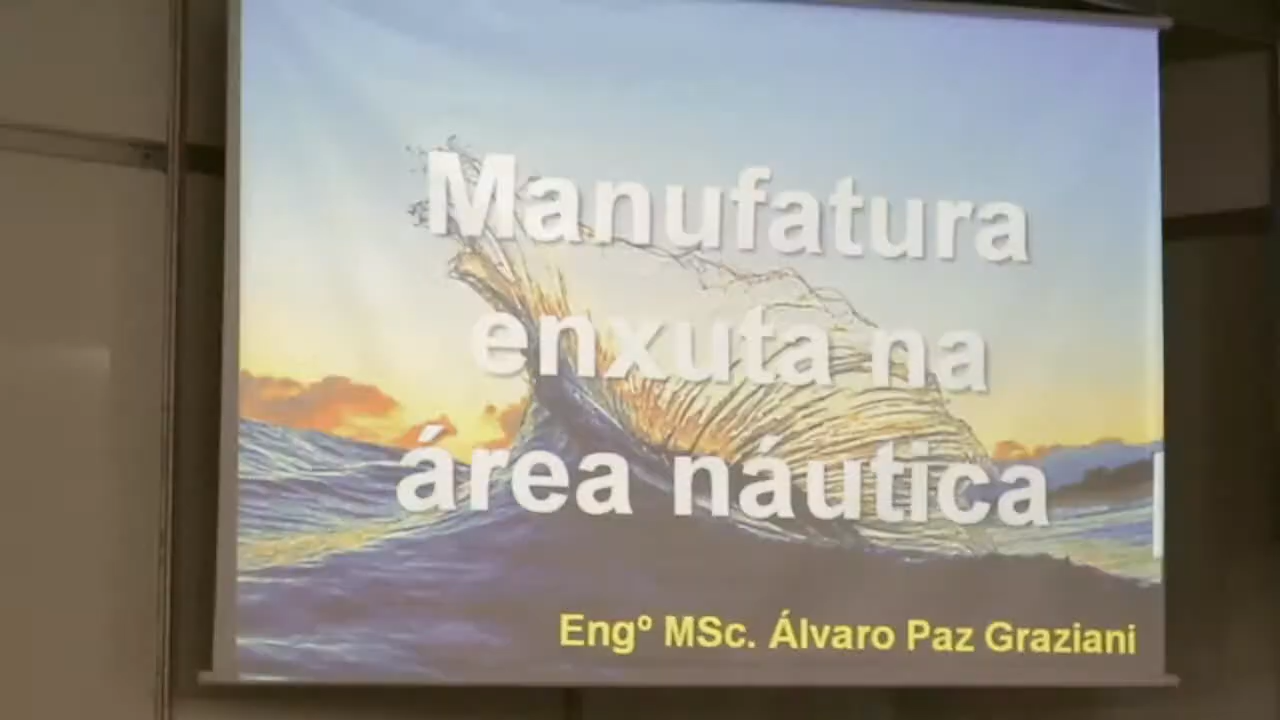 Manufatura
enxuta na
área náutica
Engº MSc. Álvaro Paz Graziani